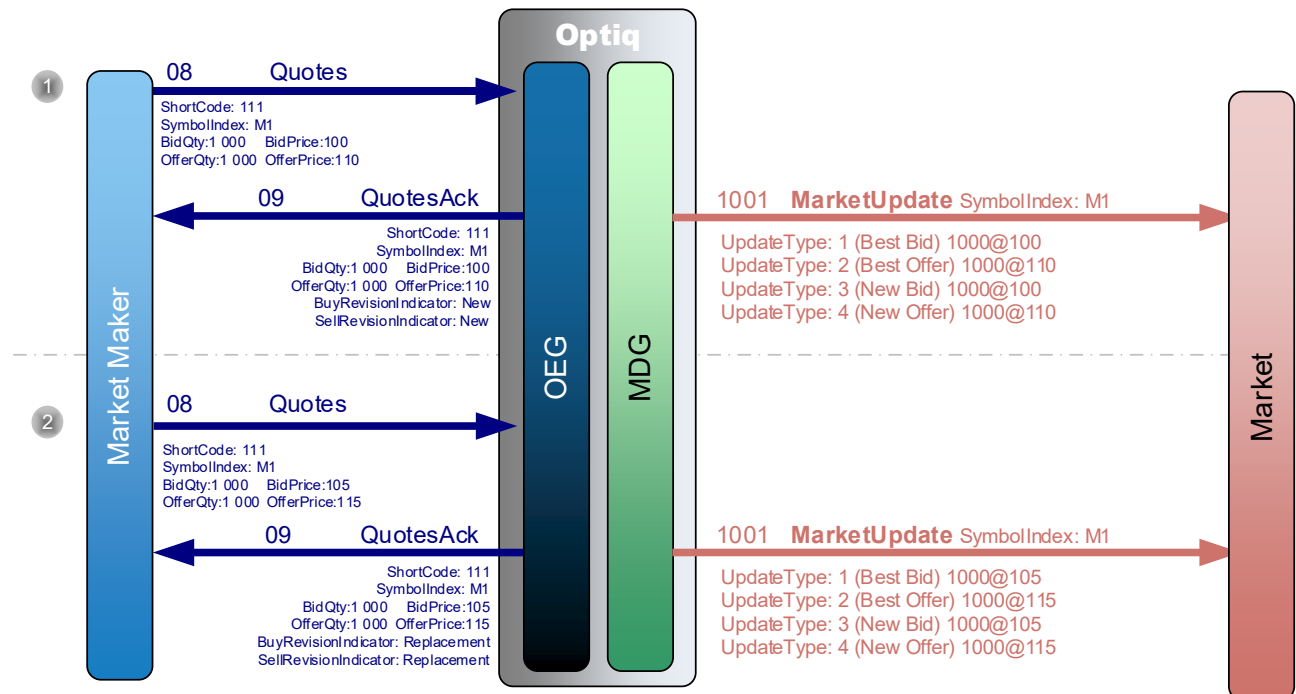 Optiq
1
08 Quotes
ShortCode: 111
SymbolIndex: M1
BidQty:1 000 BidPrice:100
OfferQty:1 000 OfferPrice:110
09 QuotesAck
ShortCode: 111
SymbolIndex: M1
BidQty:1 000 BidPrice:100
OfferQty:1 000 OfferPrice:110
BuyRevisionIndicator: New
SellRevisionIndicator: New
1001 MarketUpdate SymbolIndex: M1
UpdateType: 1 (Best Bid) 1000@100
UpdateType: 2 (Best Offer) 1000@110
UpdateType: 3 (New Bid) 1000@100
UpdateType: 4 (New Offer) 1000@110
Market Maker
OEG
MDG
Market
2
08 Quotes
ShortCode: 111
SymbolIndex: M1
BidQty:1 000 BidPrice:105
OfferQty:1 000 OfferPrice:115
09 QuotesAck
ShortCode: 111
SymbolIndex: M1
BidQty:1 000 BidPrice:105
OfferQty:1 000 OfferPrice:115
BuyRevisionIndicator: Replacement
SellRevisionIndicator: Replacement
1001 MarketUpdate SymbolIndex: M1
UpdateType: 1 (Best Bid) 1000@105
UpdateType: 2 (Best Offer) 1000@115
UpdateType: 3 (New Bid) 1000@105
UpdateType: 4 (New Offer) 1000@115